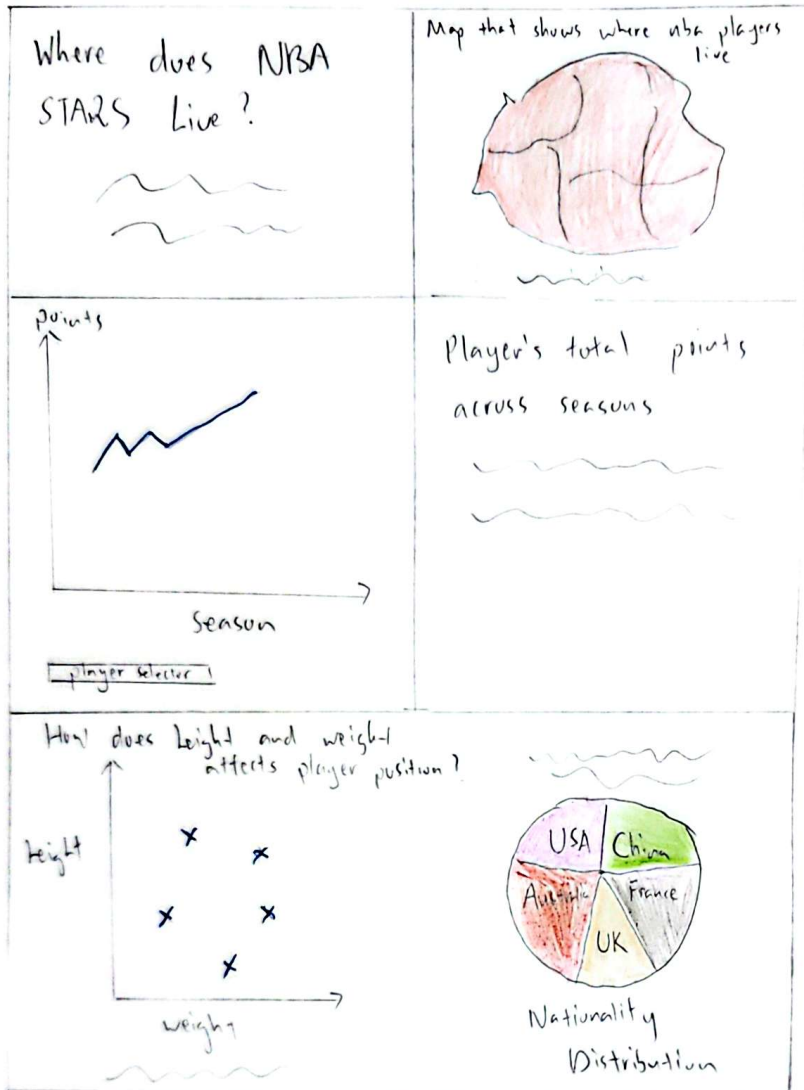 Where does NBA
STARS Live?
Map that shows where nba players
live
points
season
player selector
Player's total points
across seasons
How does height and weight
affects player position?
height
weight
USA
China
Australia
France
UK
Nationality
Distribution